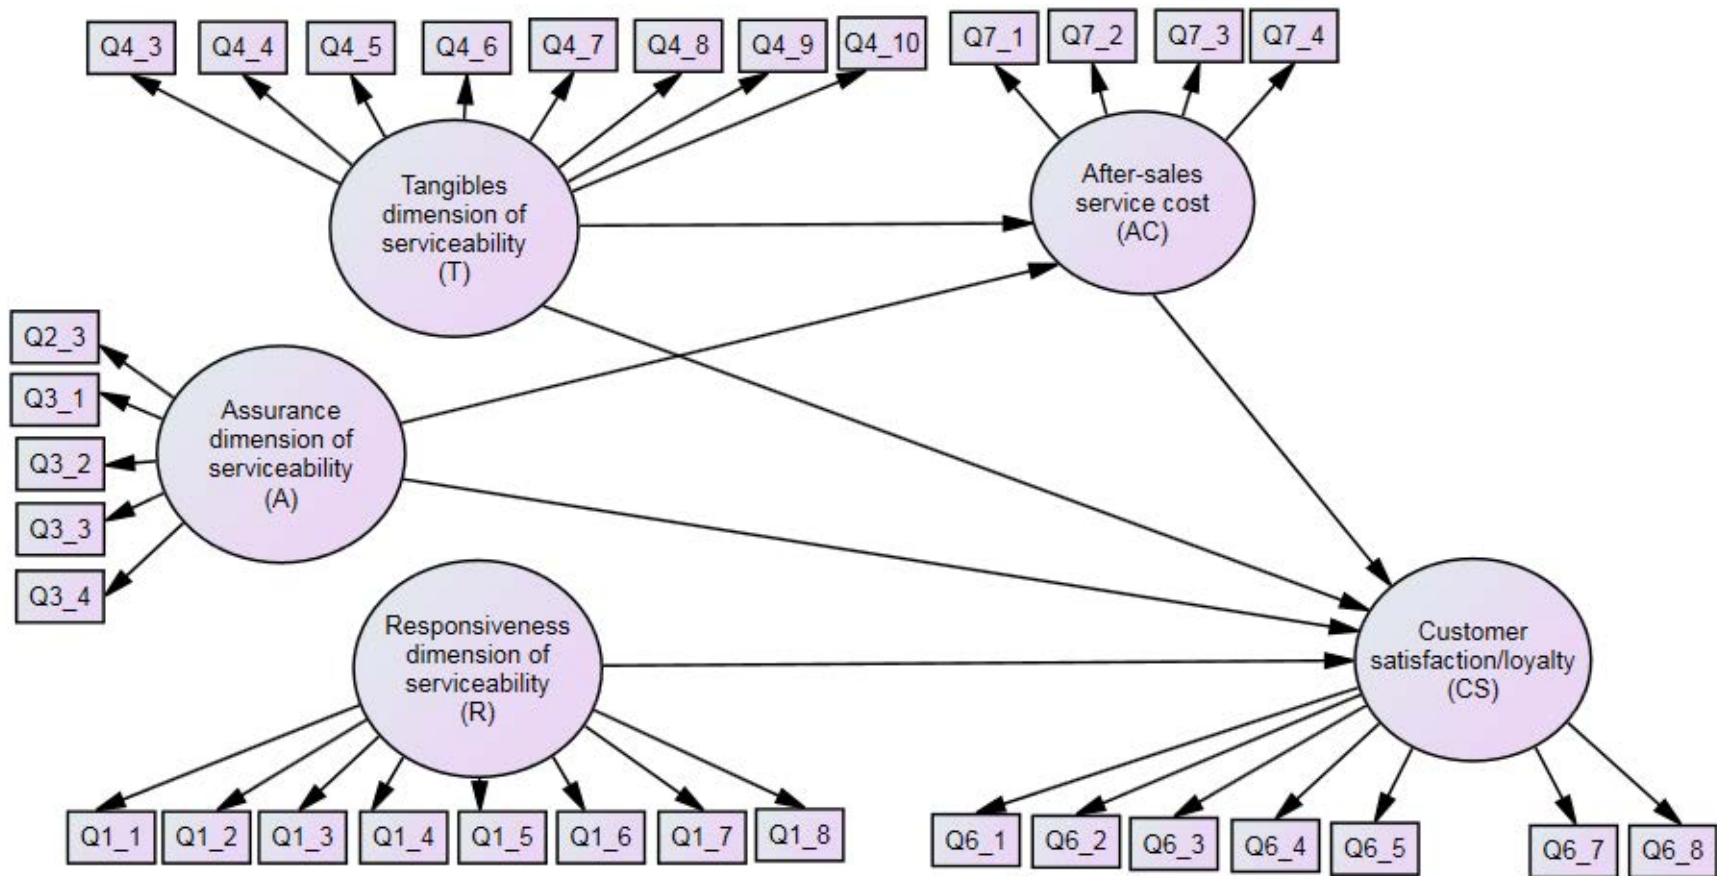 Q4_3
Q4_4
Q4_5
Q4_6
Q4_7
Q4_8
Q4_9
Q4_10
Q7_1
Q7_2
Q7_3
Q7_4
Tangibles
dimension of
serviceability
(T)
After-sales
service cost
(AC)
Q2_3
Q3_1
Q3_2
Q3_3
Q3_4
Assurance
dimension of
serviceability
(A)
Responsiveness
dimension of
serviceability
(R)
Customer
satisfaction/loyalty
(CS)
Q1_1
Q1_2
Q1_3
Q1_4
Q1_5
Q1_6
Q1_7
Q1_8
Q6_1
Q6_2
Q6_3
Q6_4
Q6_5
Q6_7
Q6_8